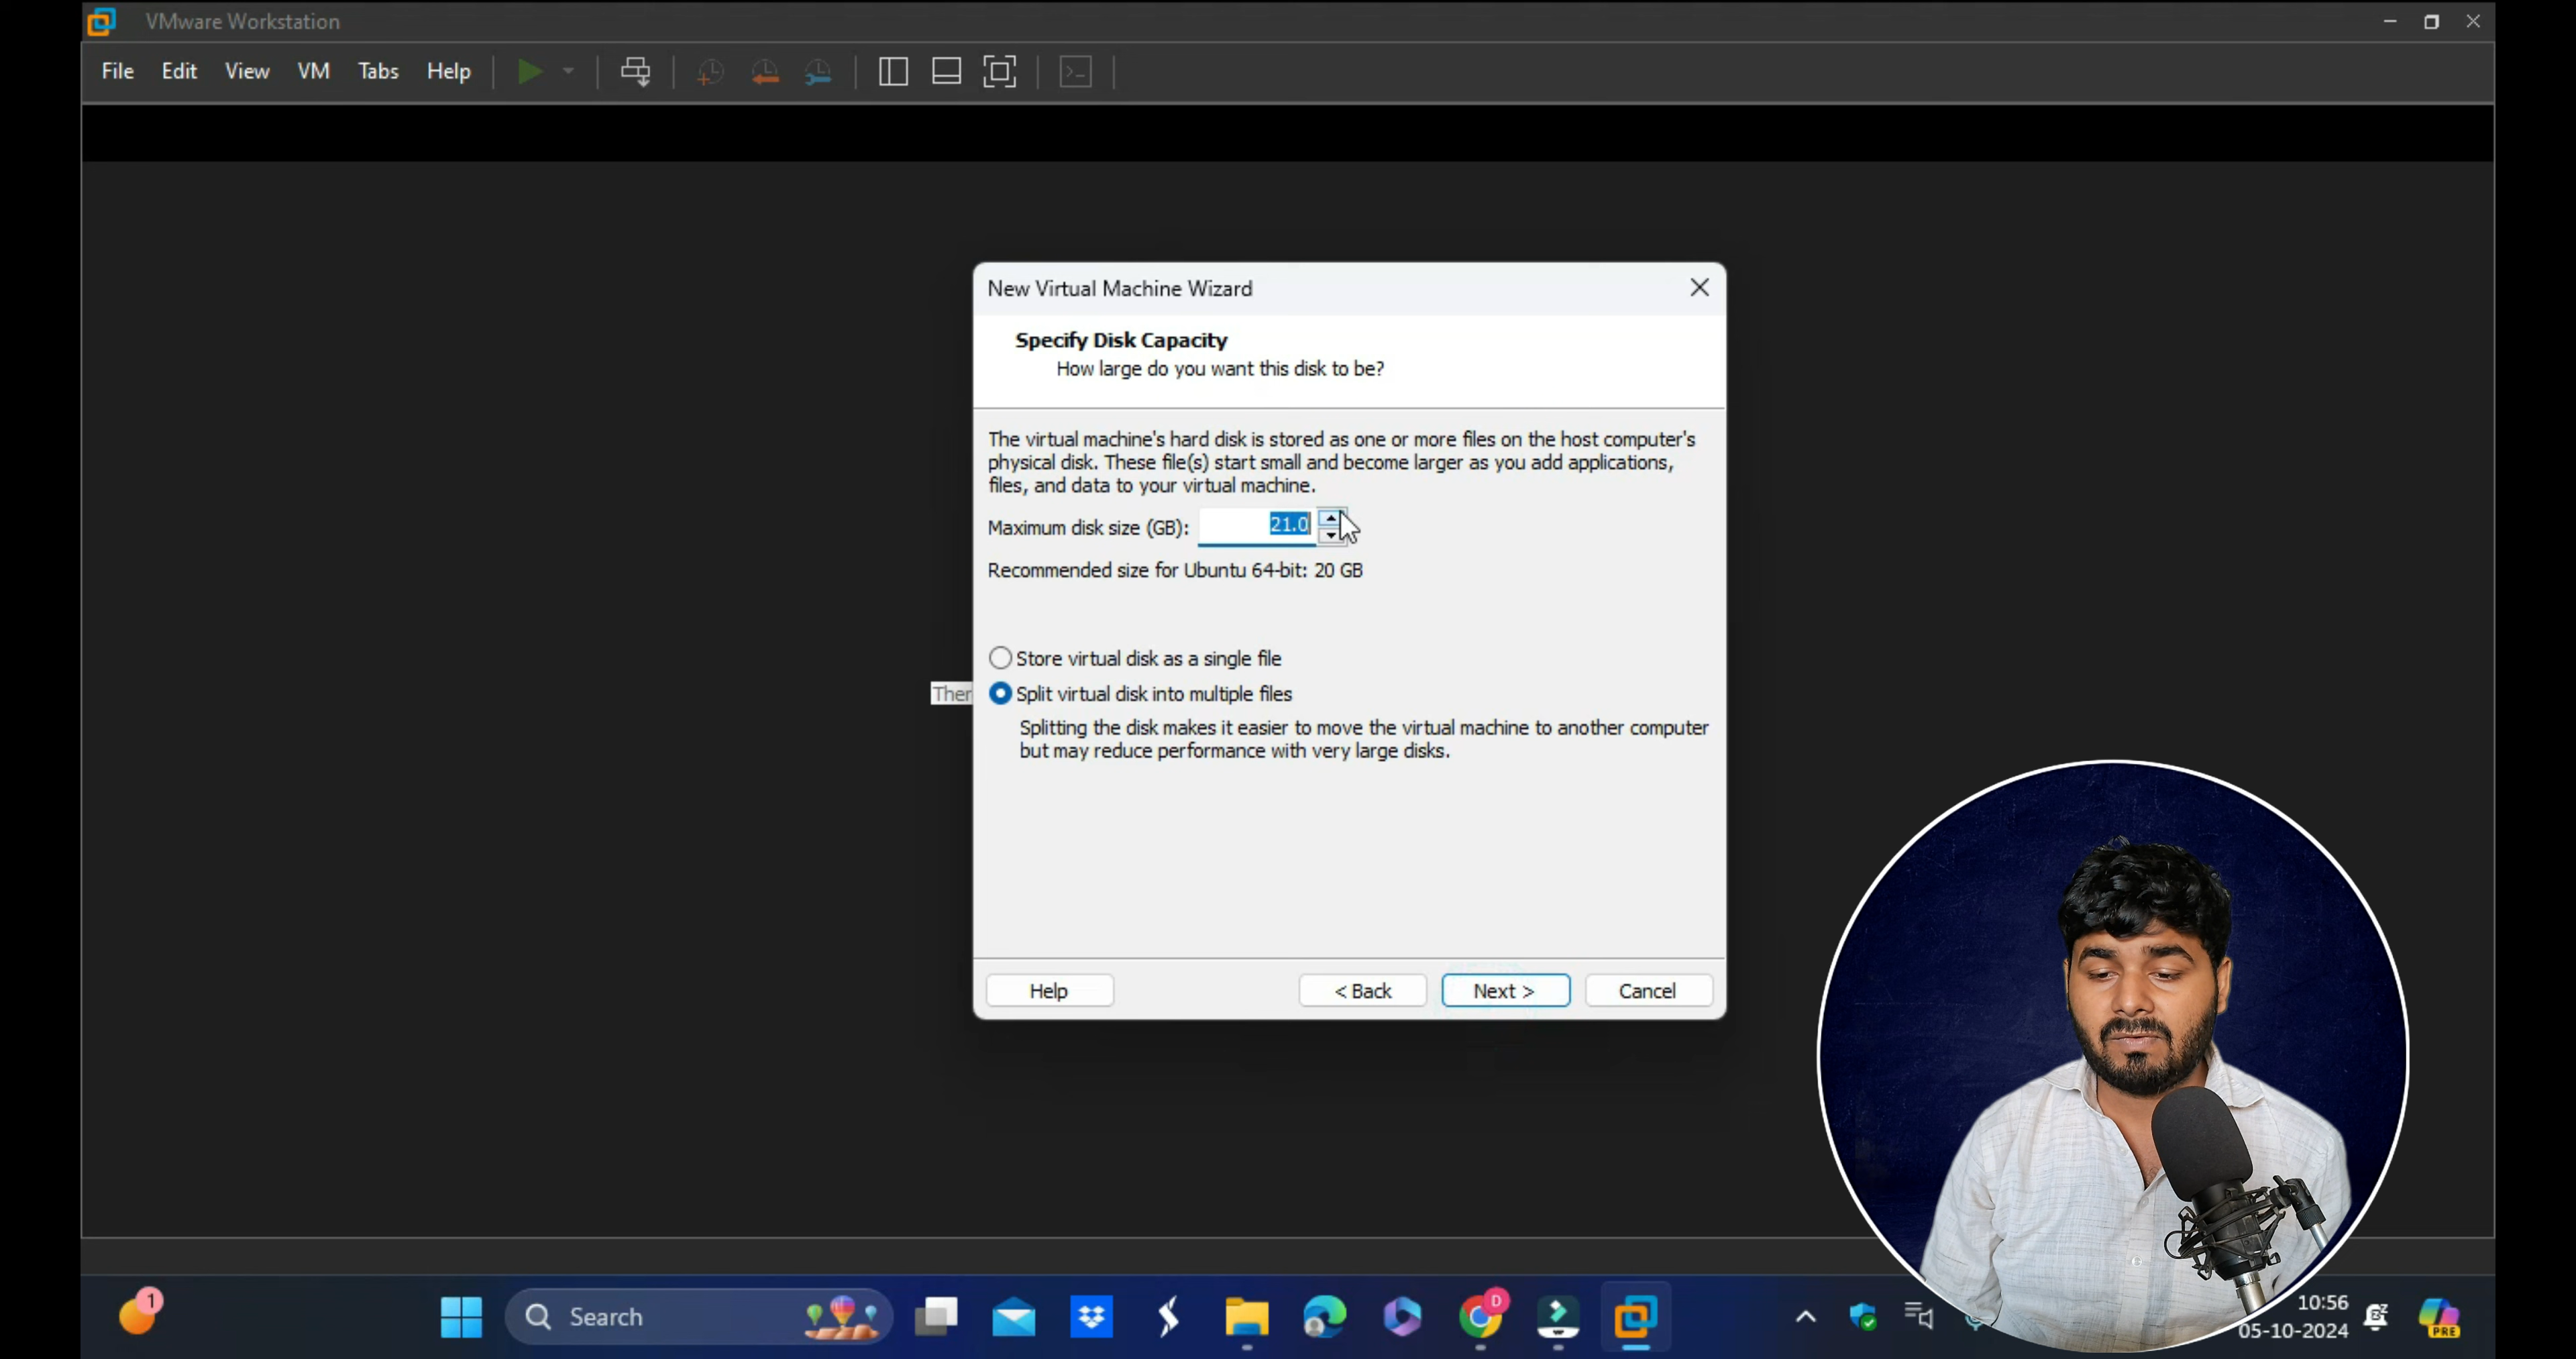 VMware Workstation
File Edit View VM Tabs Help
New Virtual Machine Wizard
Specify Disk Capacity
How large do you want this disk to be?
The virtual machine's hard disk is stored as one or more files on the host computer's
physical disk. These file(s) start small and become larger as you add applications,
files, and data to your virtual machine.
Maximum disk size (GB): 21.0
Recommended size for Ubuntu 64-bit: 20 GB
Store virtual disk as a single file
Ther
Split virtual disk into multiple files
Splitting the disk makes it easier to move the virtual machine to another computer
but may reduce performance with very large disks.
Help < Back Next > Cancel
1
Search
D
10:56
05-10-2024
PRE